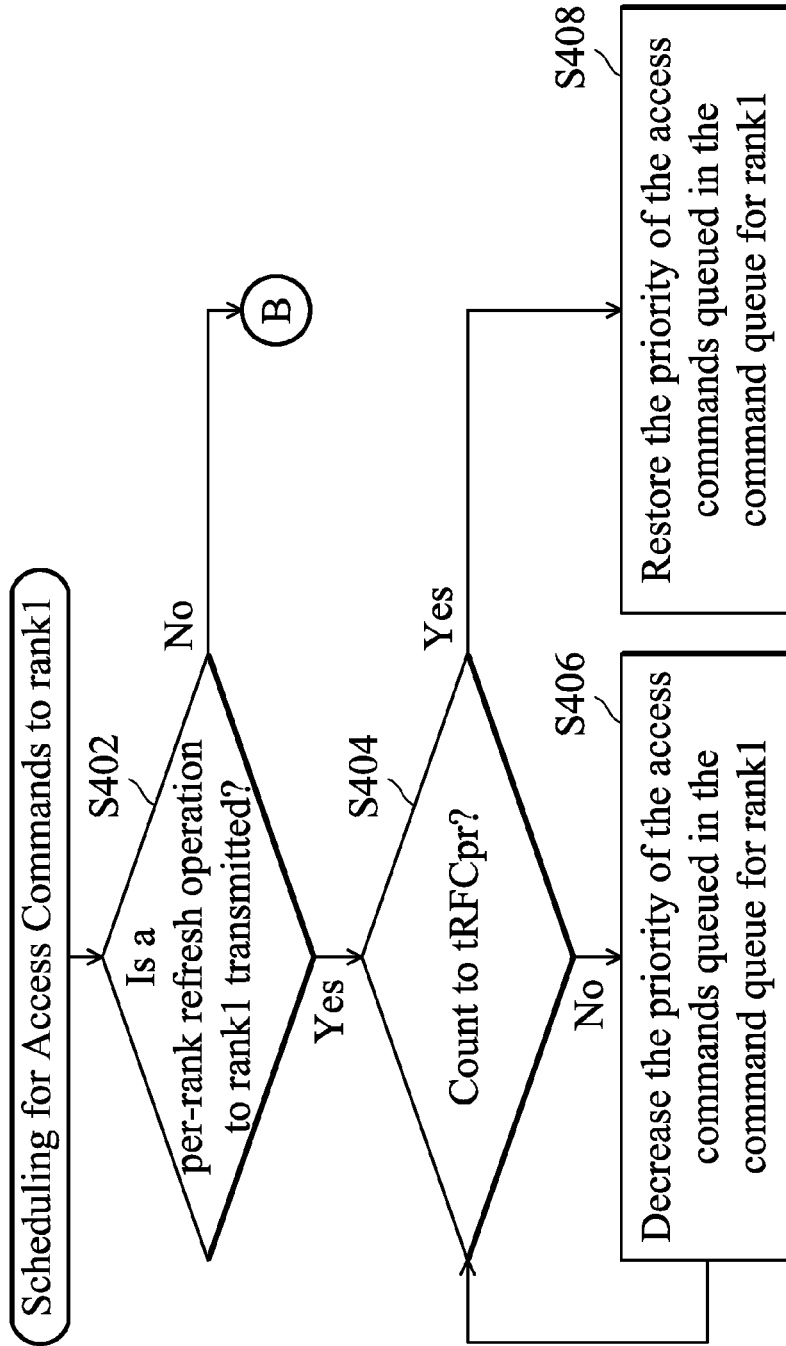 Scheduling for Access Commands to rank1
S402
Is a
per-rank refresh operation
to rank1 transmitted?
No
B
Yes
S404
Count to tRFCpr?
Yes
No
S406
Decrease the priority of the access
commands queued in the
command queue for rank1
S408
Restore the priority of the access
commands queued in the
command queue for rank1